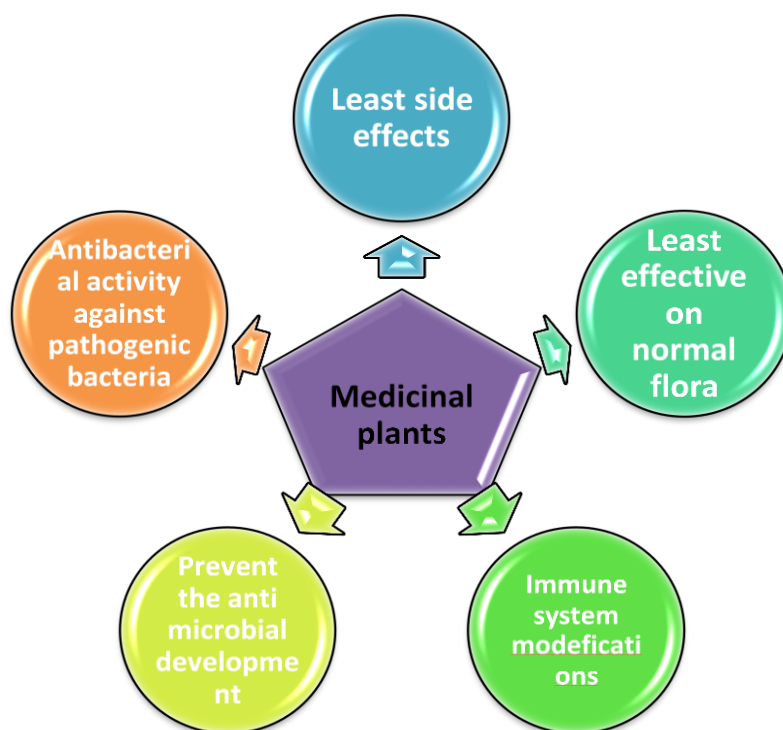 Least side
effects
Antibacteri
al activity
against
pathogenic
bacteria
Least
effective
on
normal
flora
Medicinal
plants
Prevent
the anti
microbial
developme
nt
Immune
system
modeficati
ons